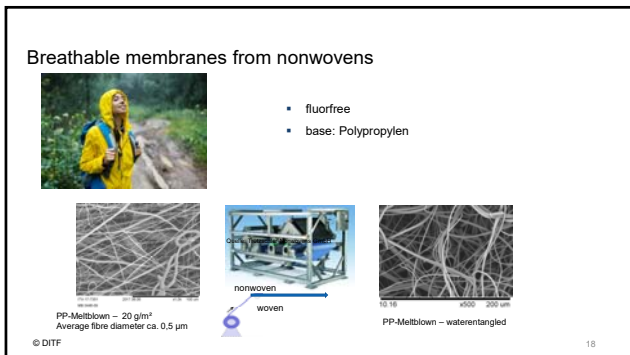 Breathable membranes from nonwovens
▪ fluorfree
▪ base: Polypropylen
nonwoven
woven
PP-Meltblown – 20 g/m²
Average fibre diameter ca. 0,5 µm
10.16 x500 200 um
PP-Meltblown – waterentangled
© DITF
18